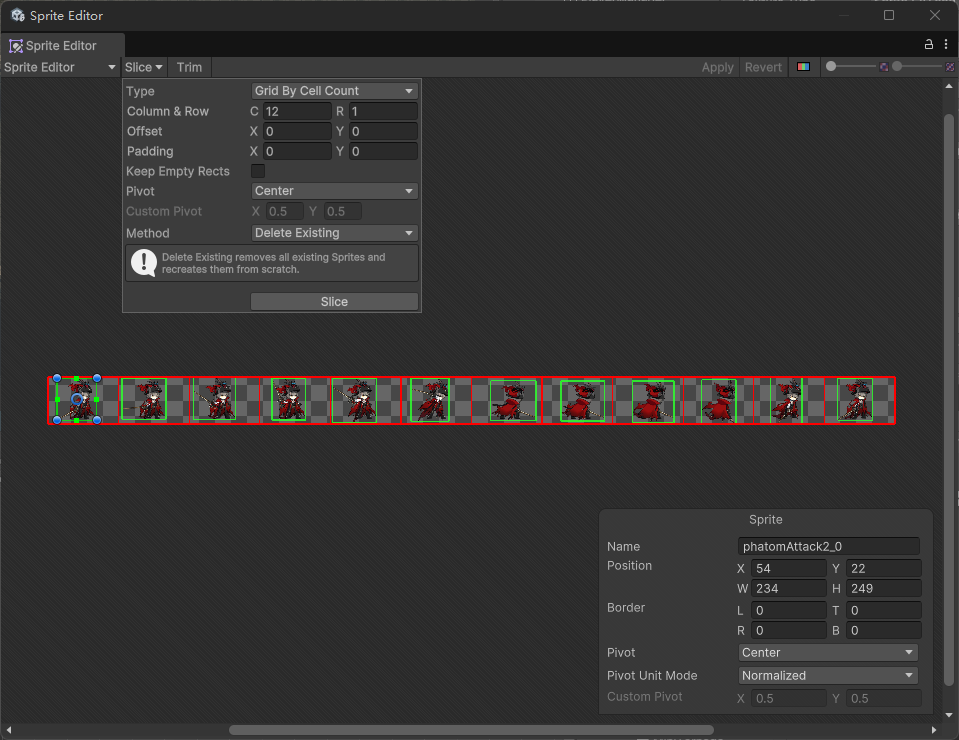 Sprite Editor
Sprite Editor
Sprite Editor Slice Trim Apply Revert
Type Grid By Cell Count
Column & Row C 12 R 1
Offset X 0 Y 0
Padding X 0 Y 0
Keep Empty Rects
Pivot Center
Custom Pivot X 0.5 Y 0.5
Method Delete Existing
Delete Existing removes all existing Sprites and
recreates them from scratch.
Slice
Sprite
Name phatomAttack2_0
Position X 54 Y 22
W 234 H 249
Border L 0 T 0
R 0 B 0
Pivot Center
Pivot Unit Mode Normalized
Custom Pivot X 0.5 Y 0.5